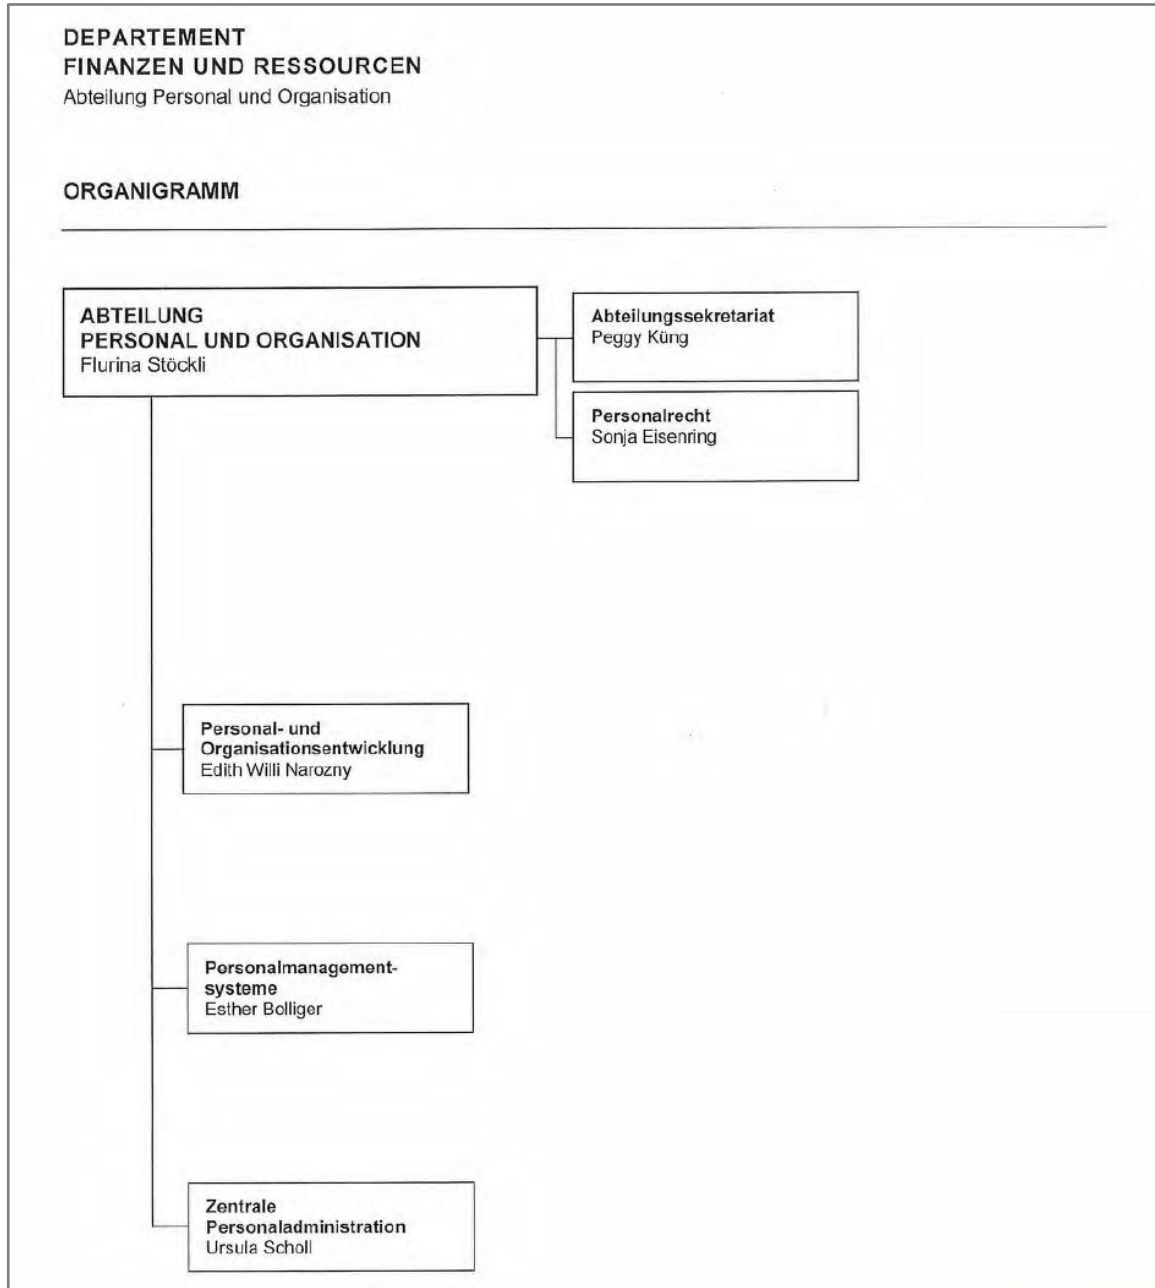 DEPARTEMENT
FINANZEN UND RESSOURCEN
Abteilung Personal und Organisation
ORGANIGRAMM
ABTEILUNG
PERSONAL UND ORGANISATION
Flurina Stöckli
Abteilungssekretariat
Peggy Küng
Personalrecht
Sonja Eisenring
Personal- und
Organisationsentwicklung
Edith Willi Narozny
Personalmanagement-
systeme
Esther Bolliger
Zentrale
Personaladministration
Ursula Scholl